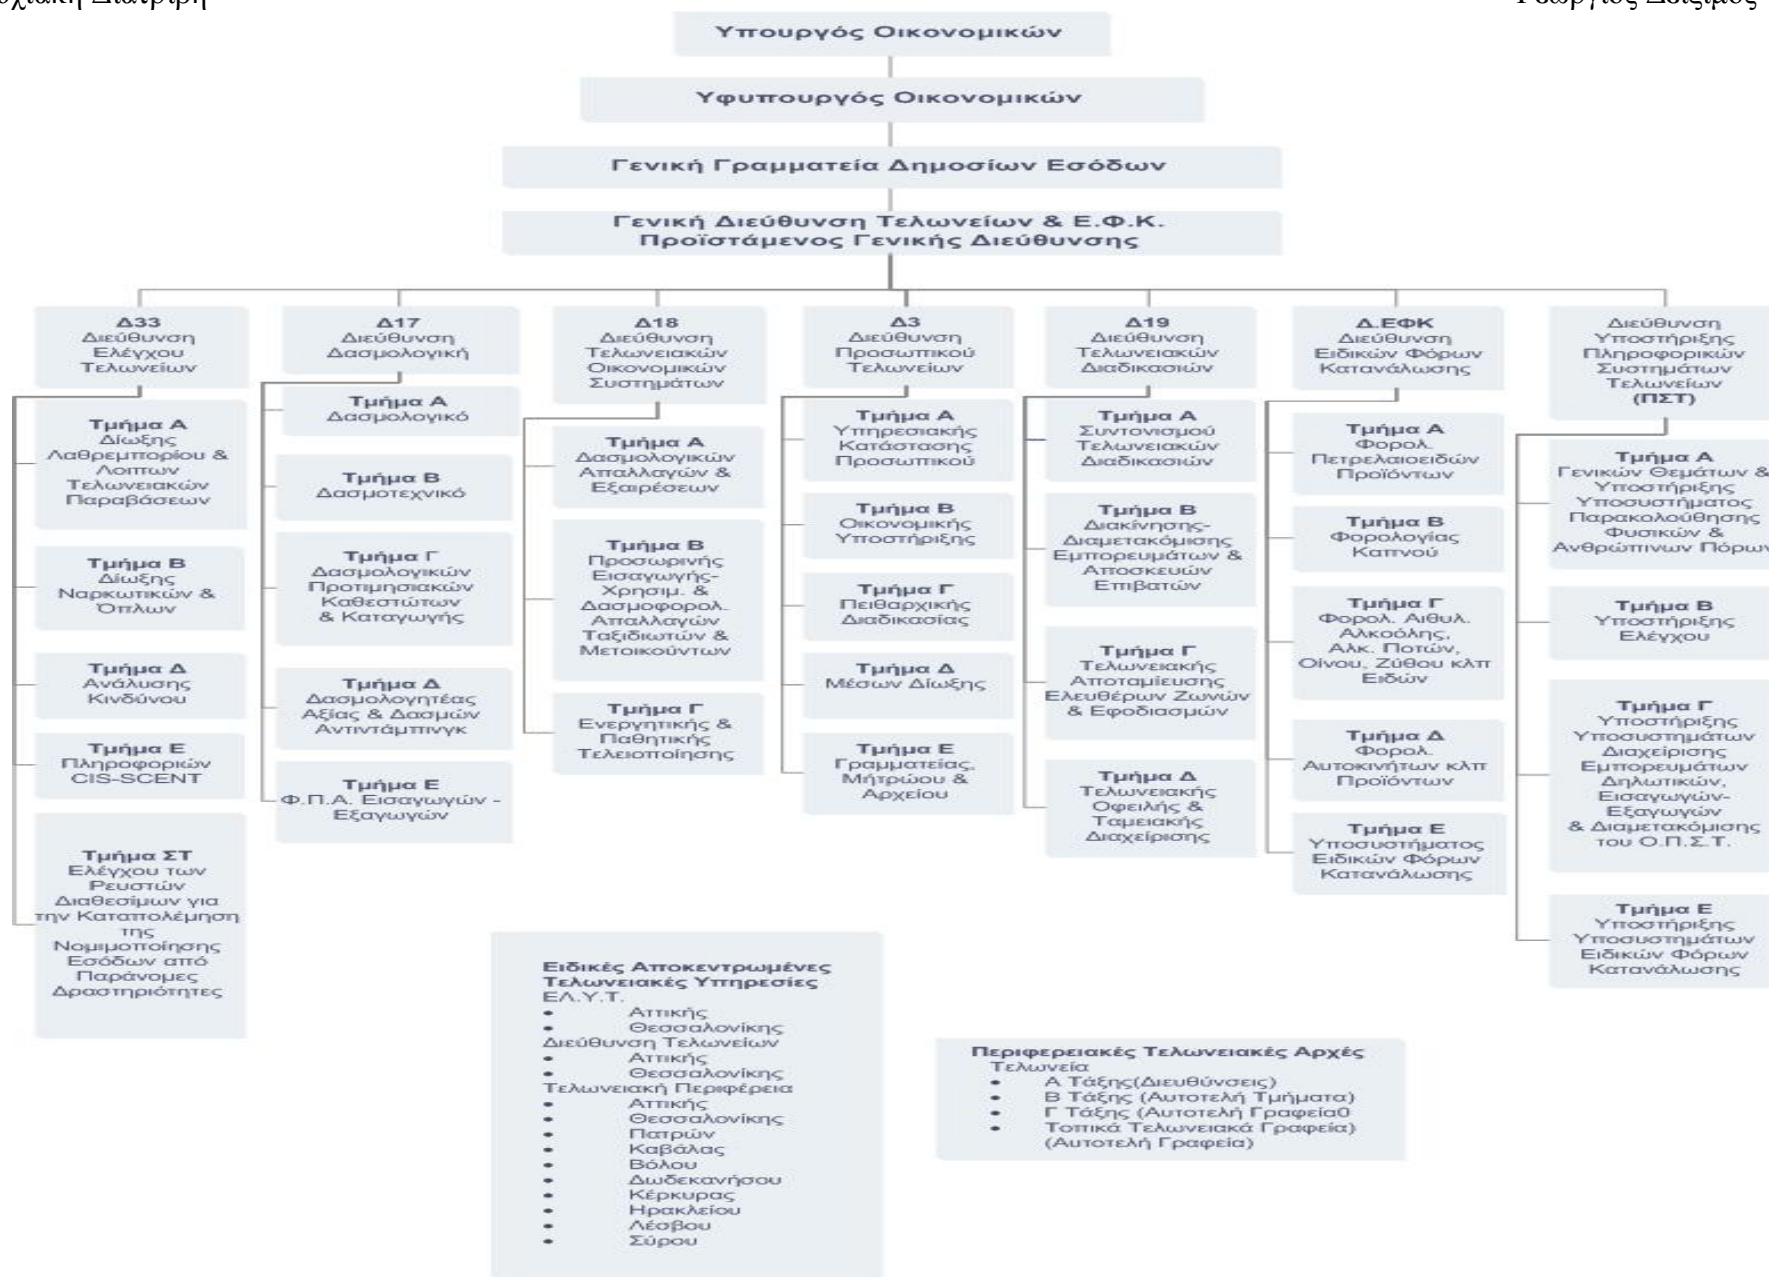 Διατριβή
Γεώργιος
Υπουργός Οικονομικών
Υφυπουργός Οικονομικών
Γενική Γραμματεία Δημοσίων Εσόδων
Γενική Διεύθυνση Τελωνείων & Ε.Φ.Κ.
Προϊστάμενος Γενικής Διεύθυνσης
Δ33
Διεύθυνση
Ελέγχου
Τελωνείων
Τμήμα Α
Δίωξης
Λαθρεμπορίου &
Λοιπων
Τελωνειακών
Παραβάσεων
Τμήμα Β
Δίωξης
Ναρκωτικών &
Όπλων
Τμήμα Δ
Ανάλυσης
Κινδύνου
Τμήμα Ε
Πληροφοριών
CIS-SCENT
Τμήμα ΣΤ
Ελέγχου των
Ρευστών
Διαθεσίμων για
την Καταπολέμηση
της
Νομιμοποίησης
Εσόδων από
Παράνομες
Δραστηριότητες
Δ17
Διεύθυνση
Δασμολογική
Τμήμα Α
Δασμολογικό
Τμήμα Β
Δασμοτεχνικό
Τμήμα Γ
Δασμολογικών
Προτιμησιακών
Καθεστώτων
& Καταγωγής
Τμήμα Δ
Δασμολογητέας
Αξίας & Δασμών
Αντιντάμπινγκ
Τμήμα Ε
Φ.Π.Α. Εισαγωγών -
Εξαγωγών
Δ18
Διεύθυνση
Τελωνειακών
Οικονομικών
Συστημάτων
Τμήμα Α
Δασμολογικών
Απαλλαγών &
Εξαιρέσεων
Τμήμα Β
Προσωρινής
Εισαγωγής-
Χρησιμ. &
Δασμοφορολ.
Απαλλαγών
Ταξιδιωτών &
Μετοικούντων
Τμήμα Γ
Ενεργητικής &
Παθητικής
Τελειοποίησης
Δ3
Διεύθυνση
Προσωπικού
Τελωνείων
Τμήμα Α
Υπηρεσιακής
Κατάστασης
Προσωπικού
Τμήμα Β
Οικονομικής
Υποστήριξης
Τμήμα Γ
Πειθαρχικής
Διαδικασίας
Τμήμα Δ
Μέσων Δίωξης
Τμήμα Ε
Γραμματείας,
Μήτρώου &
Αρχείου
Δ19
Διεύθυνση
Τελωνειακών
Διαδικασιών
Τμήμα Α
Συντονισμού
Τελωνειακών
Διαδικασιών
Τμήμα Β
Διακίνησης-
Διαμετακόμισης
Εμπορευμάτων &
Αποσκευών
Επιβατών
Τμήμα Γ
Τελωνειακής
Αποταμίευσης
Ελευθέρων Ζωνών
& Εφοδιασμών
Τμήμα Δ
Τελωνειακής
Οφειλής &
Ταμειακής
Διαχείρισης
Δ.ΕΦΚ
Διεύθυνση
Ειδικών Φόρων
Κατανάλωσης
Τμήμα Α
Φορολ.
Πετρελαιοειδών
Προϊόντων
Τμήμα Β
Φορολογίας
Καπνού
Τμήμα Γ
Φορολ. Αιθυλ.
Αλκοόλης,
Αλκ. Ποτών,
Οίνου, Ζύθου κλπ
Ειδών
Τμήμα Δ
Φορολ.
Αυτοκινήτων κλπ
Προϊόντων
Τμήμα Ε
Υποσυστήματος
Ειδικών Φόρων
Κατανάλωσης
Διεύθυνση
Υποστήριξης
Πληροφορικών
Συστημάτων
Τελωνείων
(ΠΣΤ)
Τμήμα Α
Γενικών Θεμάτων &
Υποστήριξης
Υποσυστήματος
Παρακολούθησης
Φυσικών &
Ανθρώπινων Πόρων
Τμήμα Β
Υποστήριξης
Ελέγχου
Τμήμα Γ
Υποστήριξης
Υποσυστημάτων
Διαχείρισης
Εμπορευμάτων
Δηλωτικών,
Εισαγωγών-
Εξαγωγών
& Διαμετακόμισης
του Ο.Π.Σ.Τ.
Τμήμα Ε
Υποστήριξης
Υποσυστημάτων
Ειδικών Φόρων
Κατανάλωσης
Ειδικές Αποκεντρωμένες
Τελωνειακές Υπηρεσίες
ΕΛ.Υ.Τ.
• Αττικής
• Θεσσαλονίκης
Διεύθυνση Τελωνείων
• Αττικής
• Θεσσαλονίκης
Τελωνειακή Περιφέρεια
• Αττικής
• Θεσσαλονίκης
• Πατρών
• Καβάλας
• Βόλου
• Δωδεκανήσου
• Κέρκυρας
• Ηρακλείου
• Λέσβου
• Σύρου
Περιφερειακές Τελωνειακές Αρχές
Τελωνεία
• Α Τάξης(Διευθύνσεις)
• Β Τάξης (Αυτοτελή Τμήματα)
• Γ Τάξης (Αυτοτελή Γραφεία0
• Τοπικά Τελωνειακά Γραφεία)
(Αυτοτελή Γραφεία)